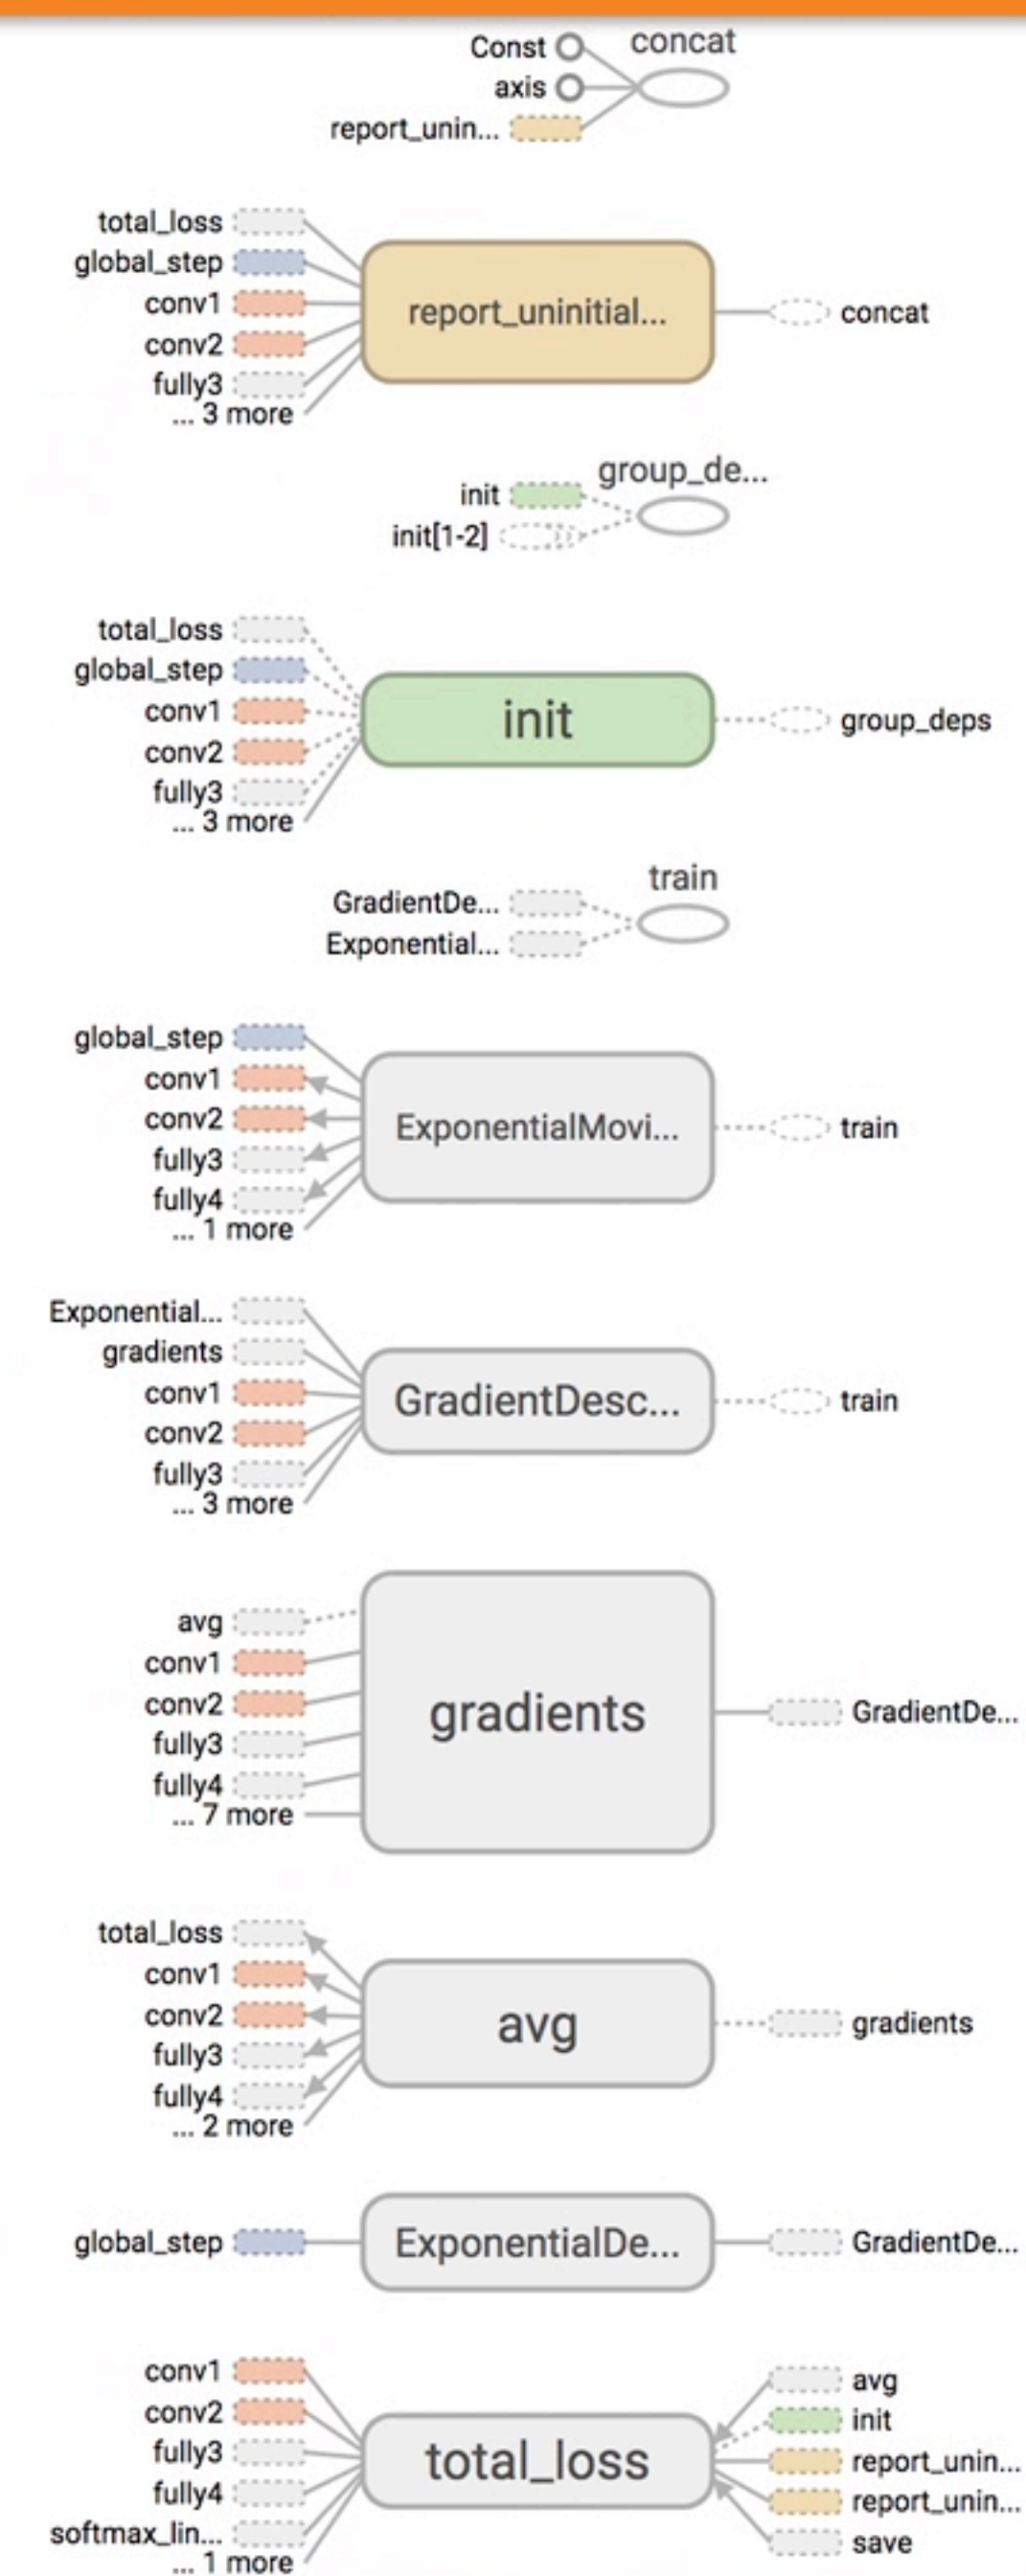 Const
concat
axis
report_unin...
total_loss
global_step
conv1
conv2
fully3
... 3 more
report_uninitial...
concat
group_de...
init
init[1-2]
total_loss
global_step
conv1
conv2
fully3
... 3 more
init
group_deps
train
GradientDe...
Exponential...
global_step
conv1
conv2
fully3
fully4
... 1 more
ExponentialMovi...
train
Exponential...
gradients
conv1
conv2
fully3
... 3 more
GradientDesc...
train
avg
conv1
conv2
fully3
fully4
... 7 more
gradients
GradientDe...
total_loss
conv1
conv2
fully3
fully4
... 2 more
avg
gradients
global_step
ExponentialDe...
GradientDe...
conv1
conv2
fully3
fully4
softmax_lin...
... 1 more
total_loss
avg
init
report_unin...
report_unin...
save